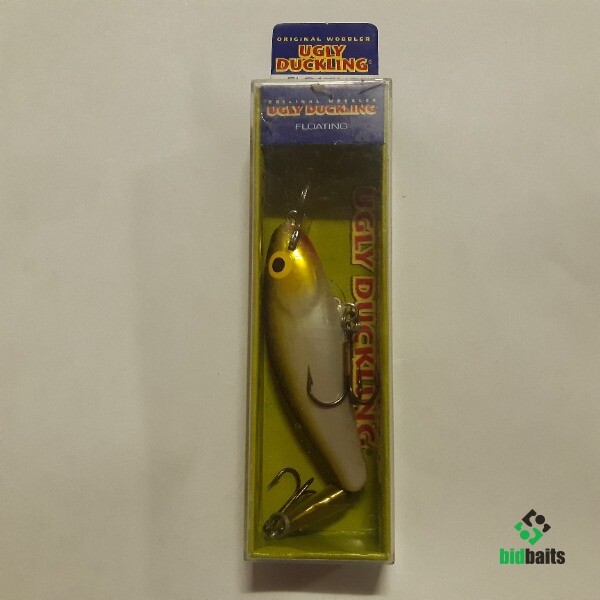 ORIGINAL WOBBLER
UGLY
DUCKLING
ORIGINAL WOBBLER
UGLY DUCKLING
FLOATING
UGLY DUCKLING
bidbaits